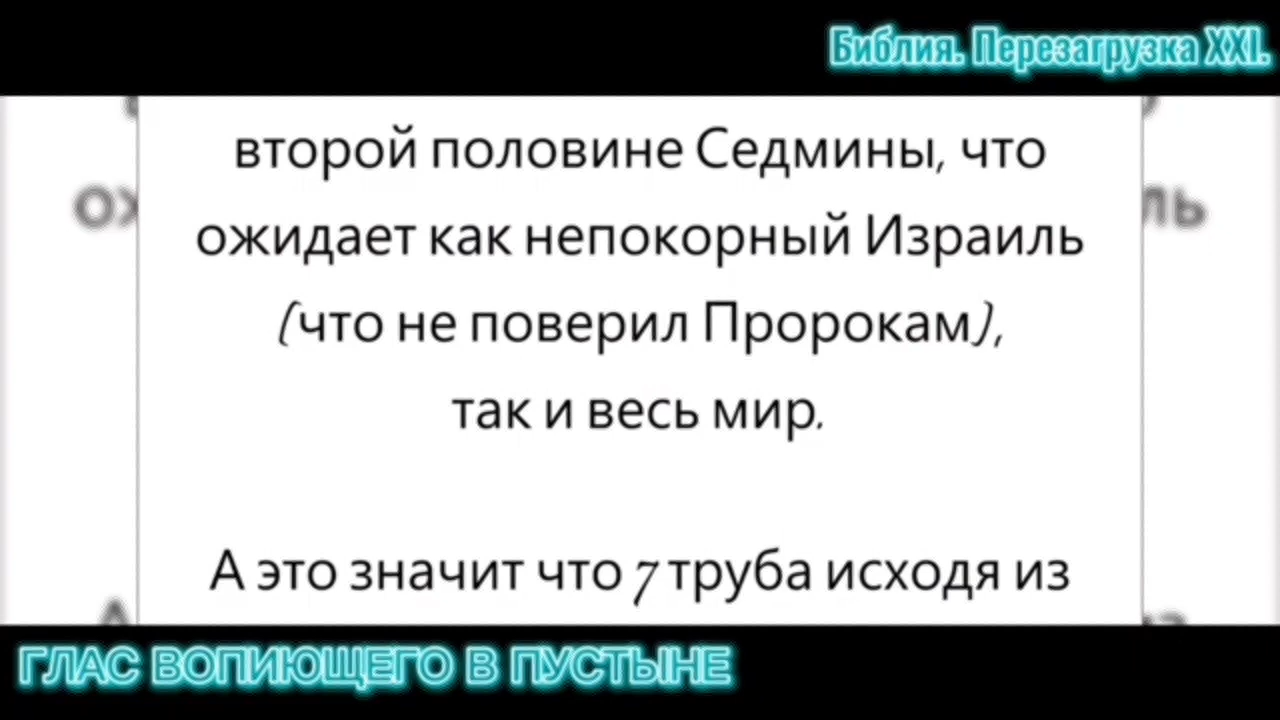 Библия. Перезагрузка XXI.
второй половине Седмины, что
ожидает как непокорный Израиль
(что не поверил Пророкам),
так и весь мир.
А это значит что 7 труба исходя из
ГЛАС ВОПИЮЩЕГО В ПУСТЫНЕ